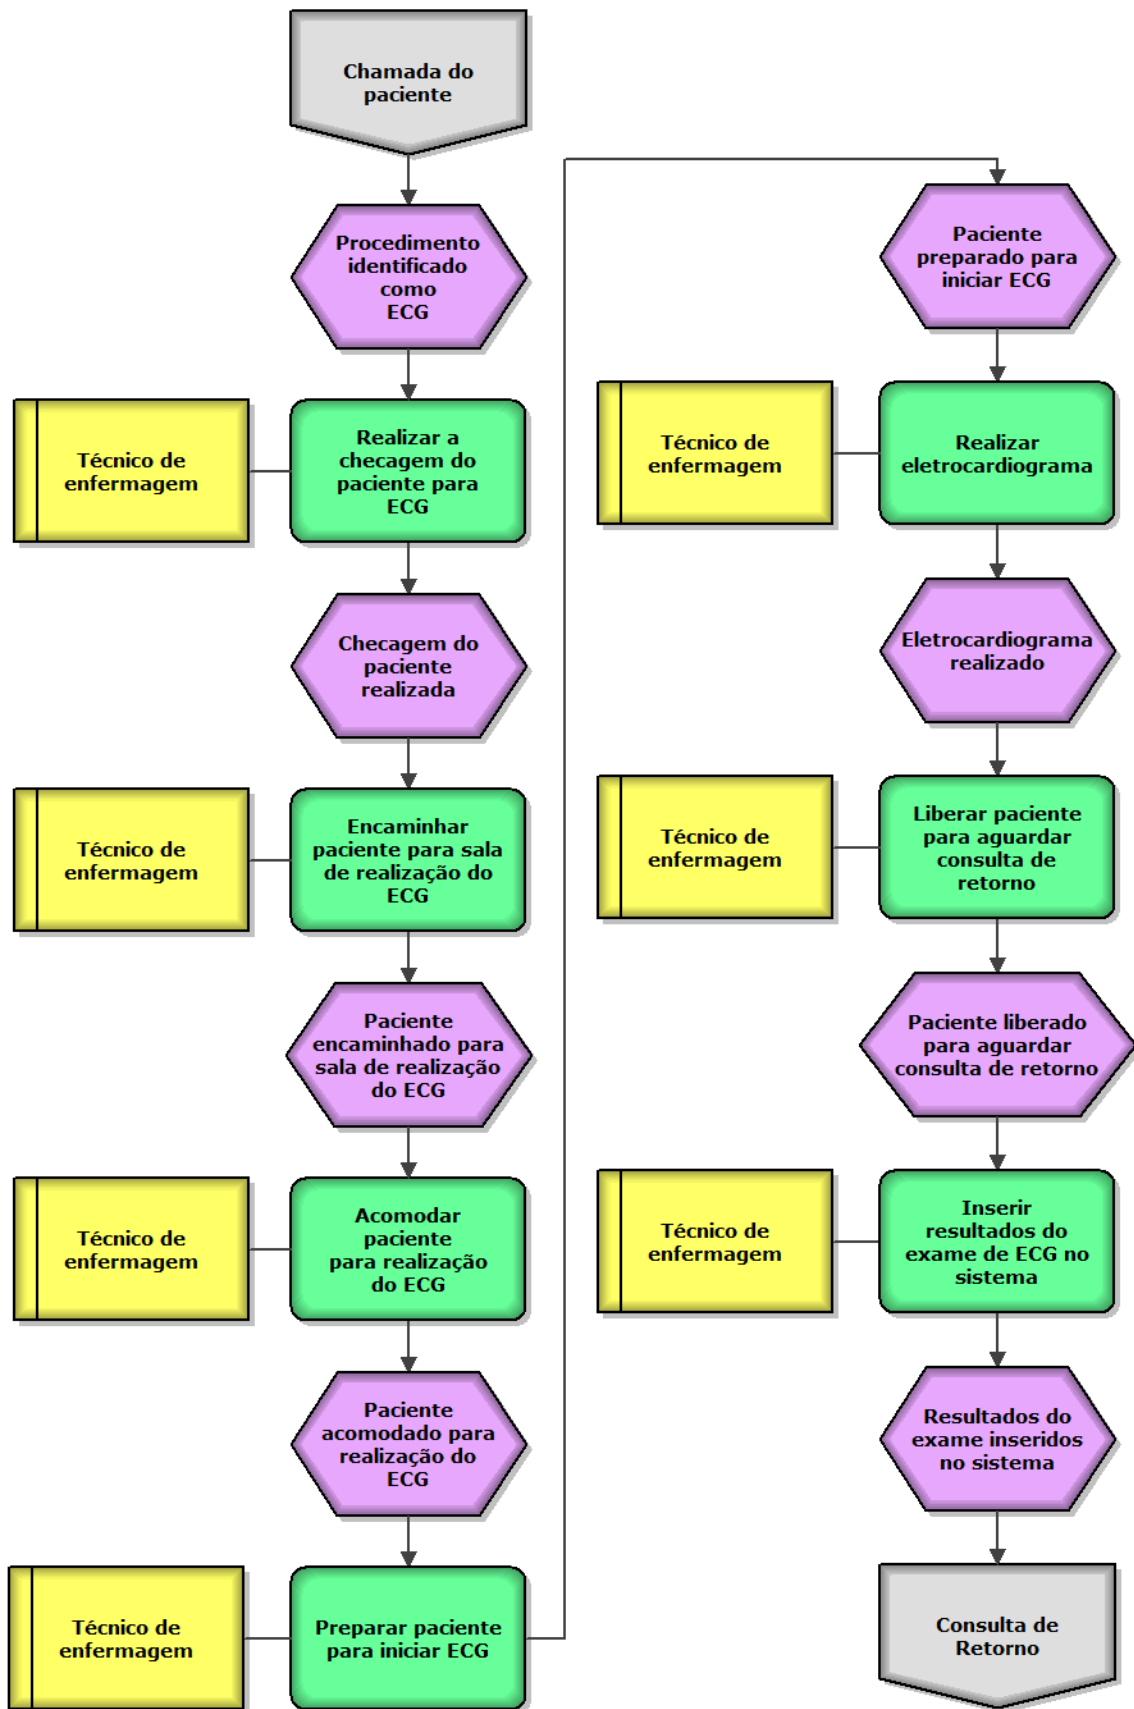 Chamada do
paciente
Procedimento
identificado
como
ECG
Técnico de
enfermagem
Realizar a
checagem do
paciente para
ECG
Checagem do
paciente
realizada
Técnico de
enfermagem
Encaminhar
paciente para sala
de realização do
ECG
Paciente
encaminhado para
sala de realização
do ECG
Técnico de
enfermagem
Acomodar
paciente
para realização
do ECG
Paciente
acomodado para
realização do
ECG
Técnico de
enfermagem
Preparar paciente
para iniciar ECG
Paciente
preparado para
iniciar ECG
Técnico de
enfermagem
Realizar
eletrocardiograma
Eletrocardiograma
realizado
Técnico de
enfermagem
Liberar paciente
para aguardar
consulta de
retorno
Paciente liberado
para aguardar
consulta de retorno
Técnico de
enfermagem
Inserir
resultados do
exame de ECG no
sistema
Resultados do
exame inseridos
no sistema
Consulta de
Retorno